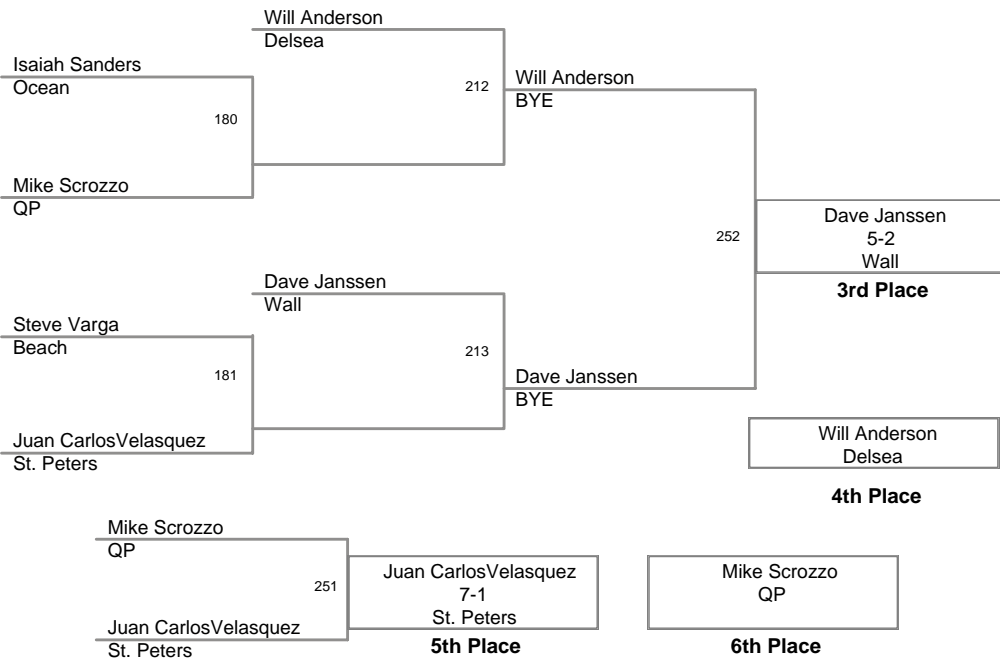 Will Anderson
Delsea
Isaiah Sanders
Ocean
212
Will Anderson
BYE
180
Mike Scrozzo
QP
Dave Janssen
5-2
Wall
3rd Place
252
Dave Janssen
Wall
Steve Varga
Beach
213
181
Dave Janssen
BYE
Juan CarlosVelasquez
St. Peters
Will Anderson
Delsea
4th Place
Mike Scrozzo
QP
251
Juan CarlosVelasquez
St. Peters
Juan CarlosVelasquez
7-1
St. Peters
5th Place
Mike Scrozzo
QP
6th Place